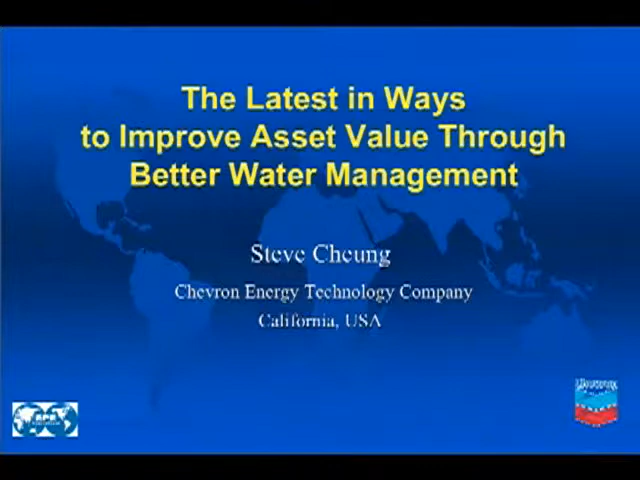 The Latest in Ways
to Improve Asset Value Through
Better Water Management
Steve Cheung
Chevron Energy Technology Company
California, USA
SPE